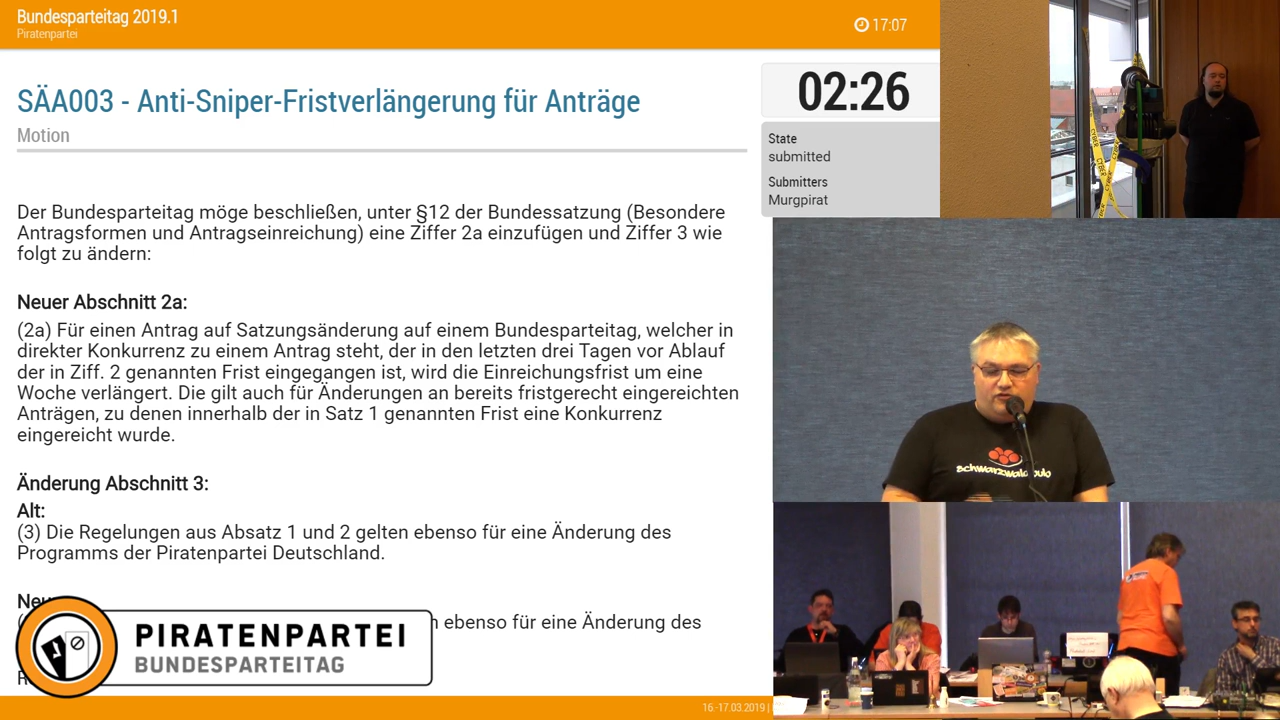 Bundesparteitag 2019.1
Piratenpartei
17:07
SÄA003 - Anti-Sniper-Fristverlängerung für Anträge
Motion
02:26
State
submitted
Submitters
Murgpirat
Der Bundesparteitag möge beschließen, unter §12 der Bundessatzung (Besondere
Antragsformen und Antragseinreichung) eine Ziffer 2a einzufügen und Ziffer 3 wie
folgt zu ändern:
Neuer Abschnitt 2a:
(2a) Für einen Antrag auf Satzungsänderung auf einem Bundesparteitag, welcher in
direkter Konkurrenz zu einem Antrag steht, der in den letzten drei Tagen vor Ablauf
der in Ziff. 2 genannten Frist eingegangen ist, wird die Einreichungsfrist um eine
Woche verlängert. Die gilt auch für Änderungen an bereits fristgerecht eingereichten
Anträgen, zu denen innerhalb der in Satz 1 genannten Frist eine Konkurrenz
eingereicht wurde.
Änderung Abschnitt 3:
Alt:
(3) Die Regelungen aus Absatz 1 und 2 gelten ebenso für eine Änderung des
Programms der Piratenpartei Deutschland.
ebenso für eine Änderung des
PIRATENPARTEI
BUNDESPARTEITAG
16.-17.03.2019 |
CYBER
CYBER
CYBER